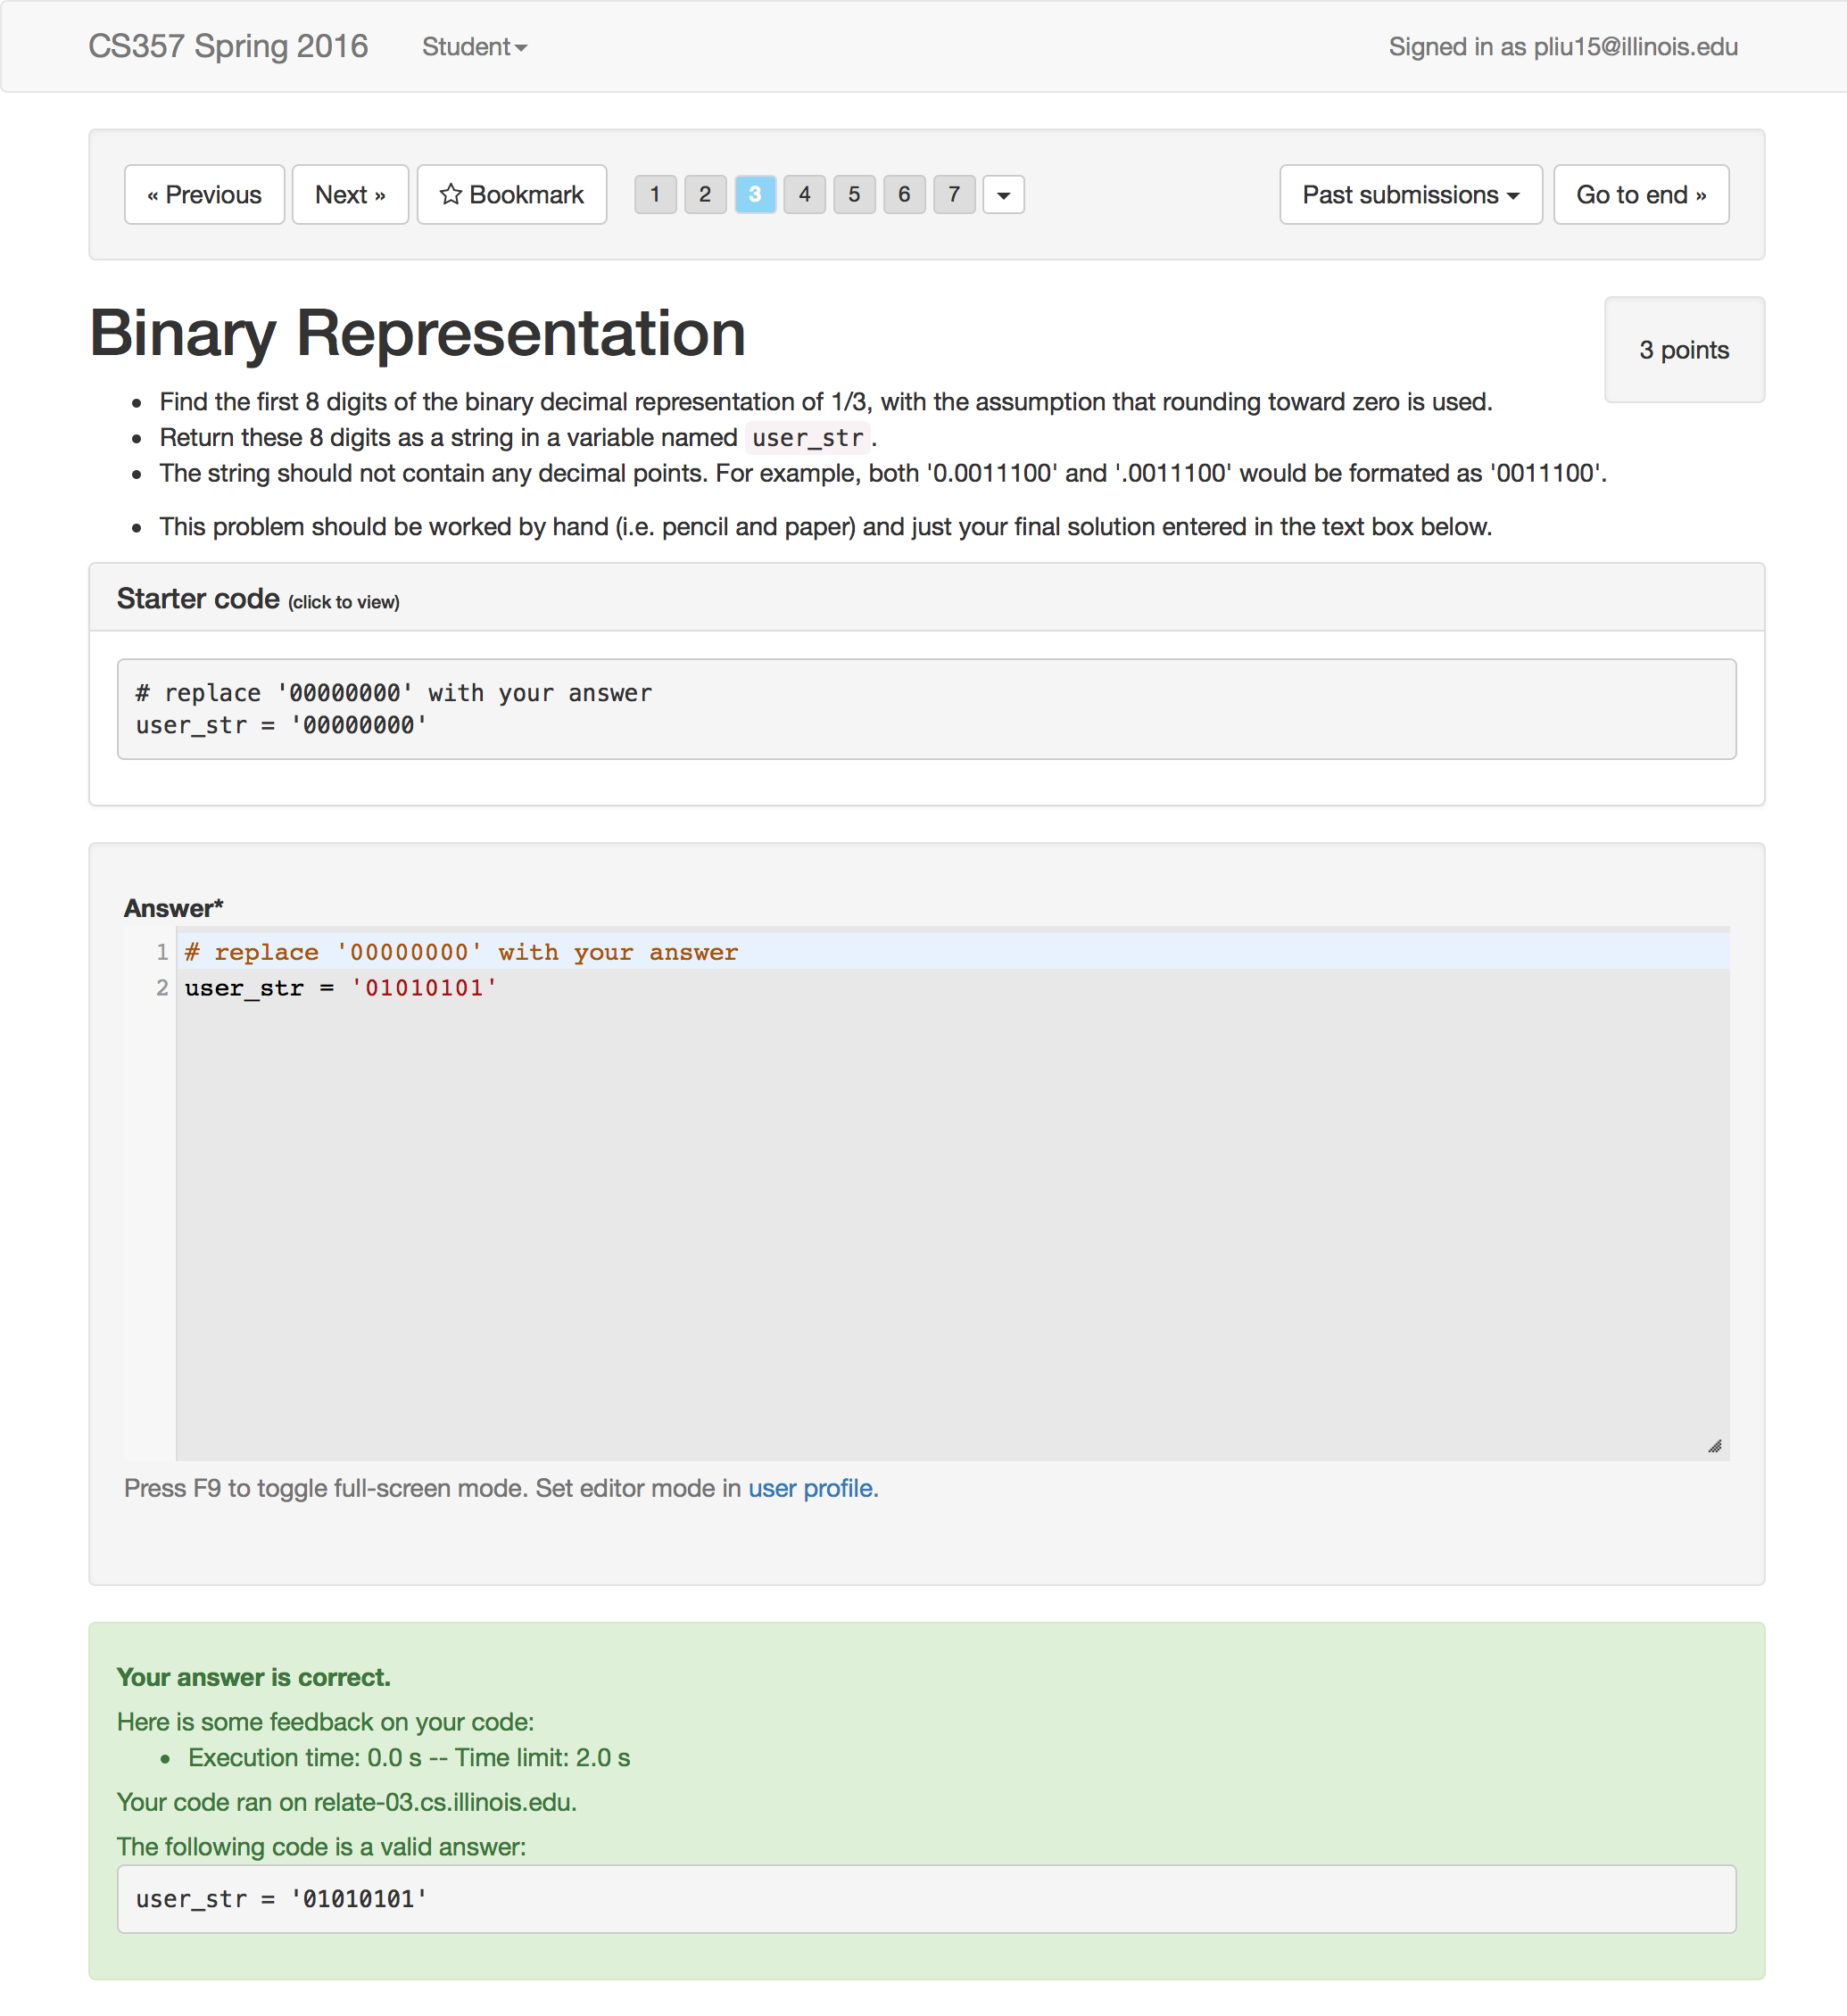 CS357 Spring 2016 Student Signed in as pliu15@illinois.edu
« Previous Next » Bookmark 1 2 3 4 5 6 7 Past submissions Go to end »
Binary Representation
3 points
Find the first 8 digits of the binary decimal representation of 1/3, with the assumption that rounding toward zero is used.
Return these 8 digits as a string in a variable named user_str.
The string should not contain any decimal points. For example, both '0.0011100' and '.0011100' would be formated as '0011100'.
This problem should be worked by hand (i.e. pencil and paper) and just your final solution entered in the text box below.
Starter code (click to view)
# replace '00000000' with your answer
user_str = '00000000'
Answer*
1 # replace '00000000' with your answer
2 user_str = '01010101'
Press F9 to toggle full-screen mode. Set editor mode in user profile.
Your answer is correct.
Here is some feedback on your code:
Execution time: 0.0 s -- Time limit: 2.0 s
Your code ran on relate-03.cs.illinois.edu.
The following code is a valid answer:
user_str = '01010101'